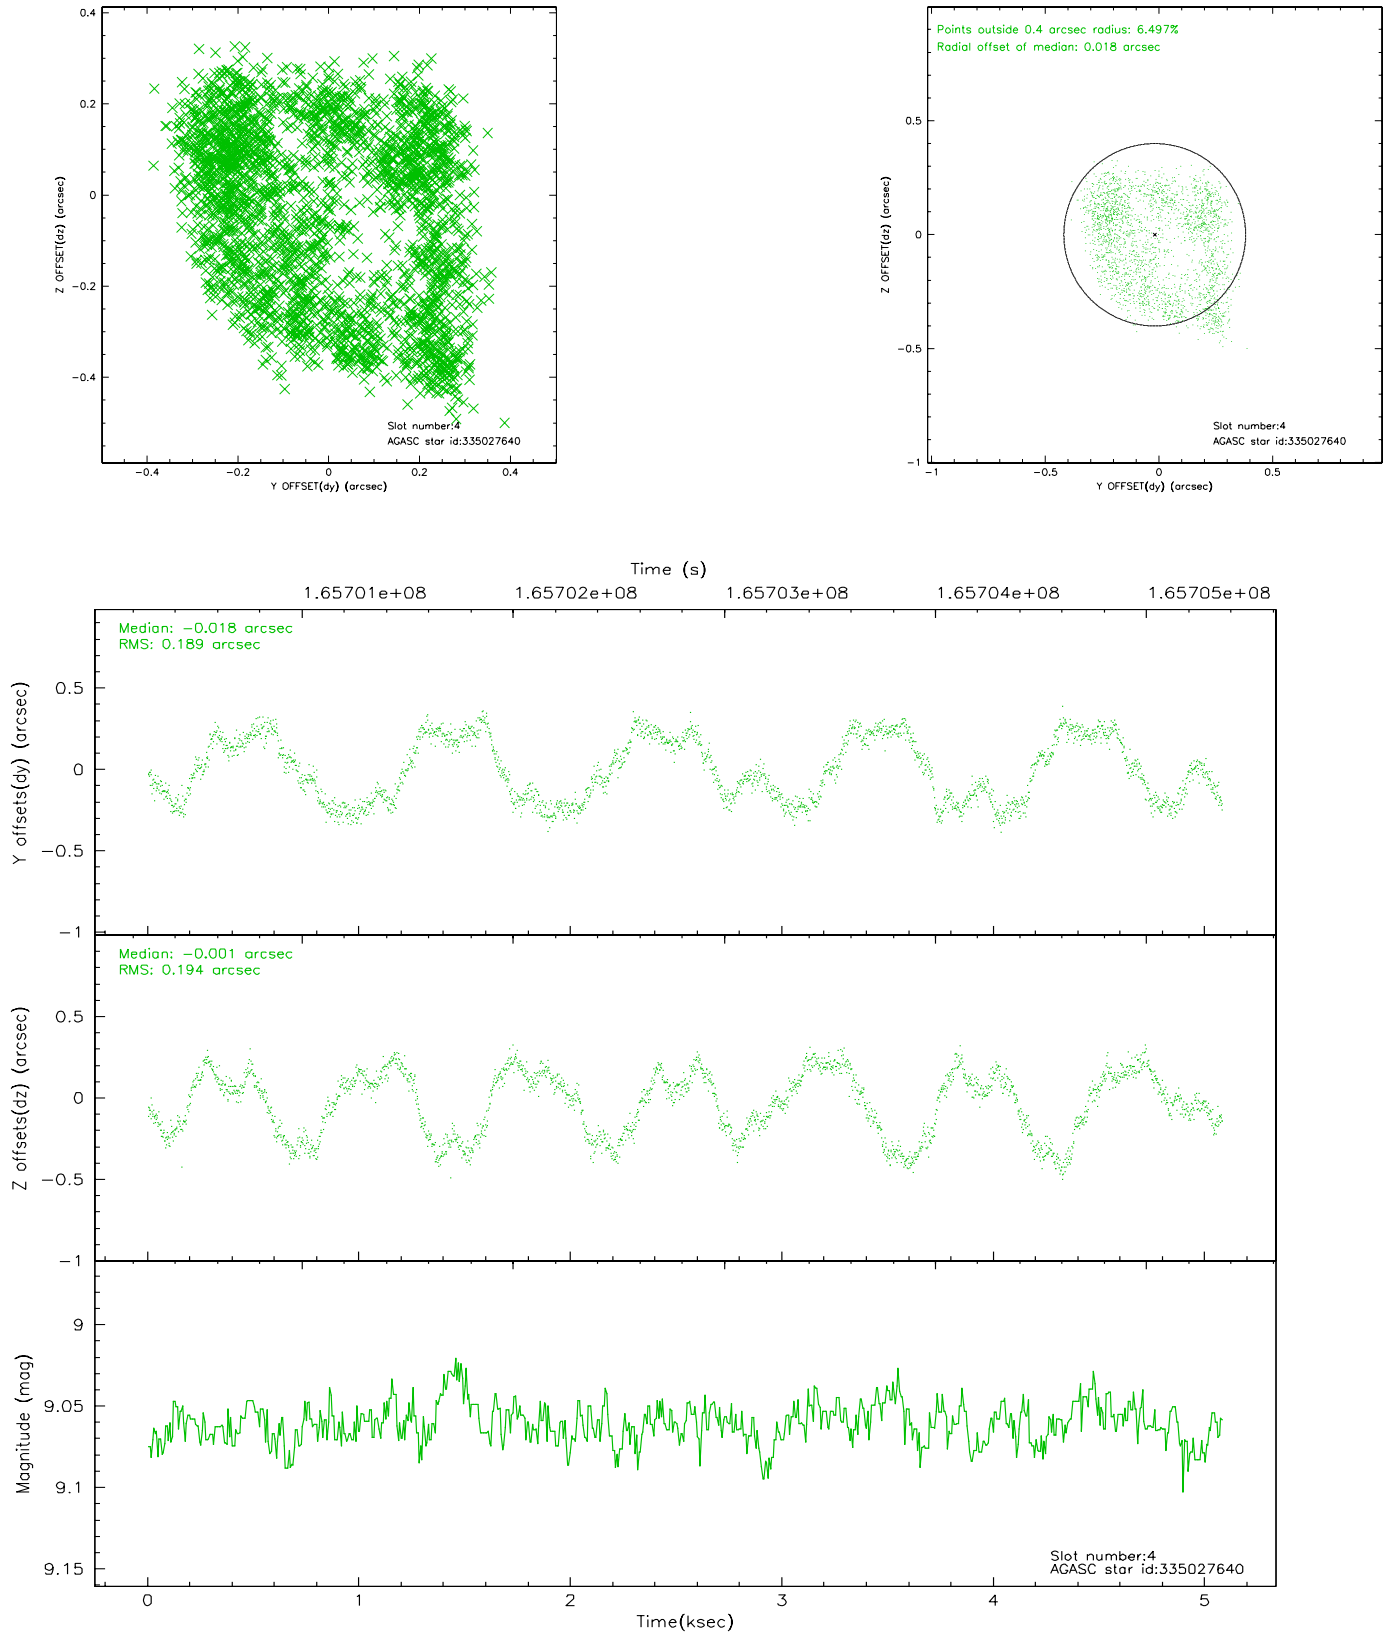 0.4
0.2
0
−0.2
−0.4
Z OFFSET(dz) (arcsec)
Slot number:4
AGASC star id:335027640
−0.4
−0.2
0
0.2
0.4
Y OFFSET(dy) (arcsec)
Points outside 0.4 arcsec radius: 6.497%
Radial offset of median: 0.018 arcsec
0.5
0
−0.5
−1
Z OFFSET(dz) (arcsec)
Slot number:4
AGASC star id:335027640
−1
−0.5
0
0.5
Y OFFSET(dy) (arcsec)
Time (s)
1.65701e+08
1.65702e+08
1.65703e+08
1.65704e+08
1.65705e+08
Median: −0.018 arcsec
RMS: 0.189 arcsec
0.5
0
−0.5
−1
Y offsets(dy) (arcsec)
Median: −0.001 arcsec
RMS: 0.194 arcsec
0.5
0
−0.5
−1
Z offsets(dz) (arcsec)
9
9.05
9.1
9.15
Magnitude (mag)
Slot number:4
AGASC star id:335027640
0
1
2
3
4
5
Time(ksec)